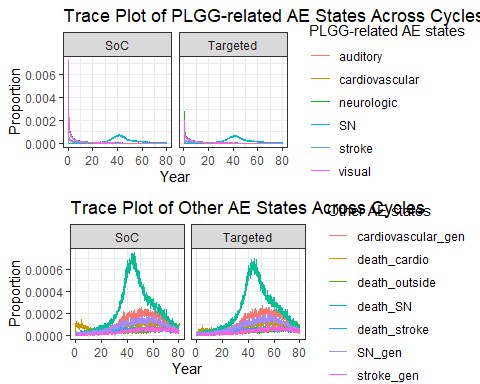 Trace Plot of PLGG-related AE States Across Cycles
PLGG-related AE states
SoC
Targeted
auditory
cardiovascular
neurologic
SN
stroke
visual
Proportion
0.006
0.004
0.002
0.000
0 20 40 60 80
0 20 40 60 80
Year
Trace Plot of Other AE States Across Cycles
Other AE states
SoC
Targeted
cardiovascular_gen
death_cardio
death_outside
death_SN
death_stroke
SN_gen
stroke_gen
Proportion
0.0006
0.0004
0.0002
0.0000
0 20 40 60 80
0 20 40 60 80
Year